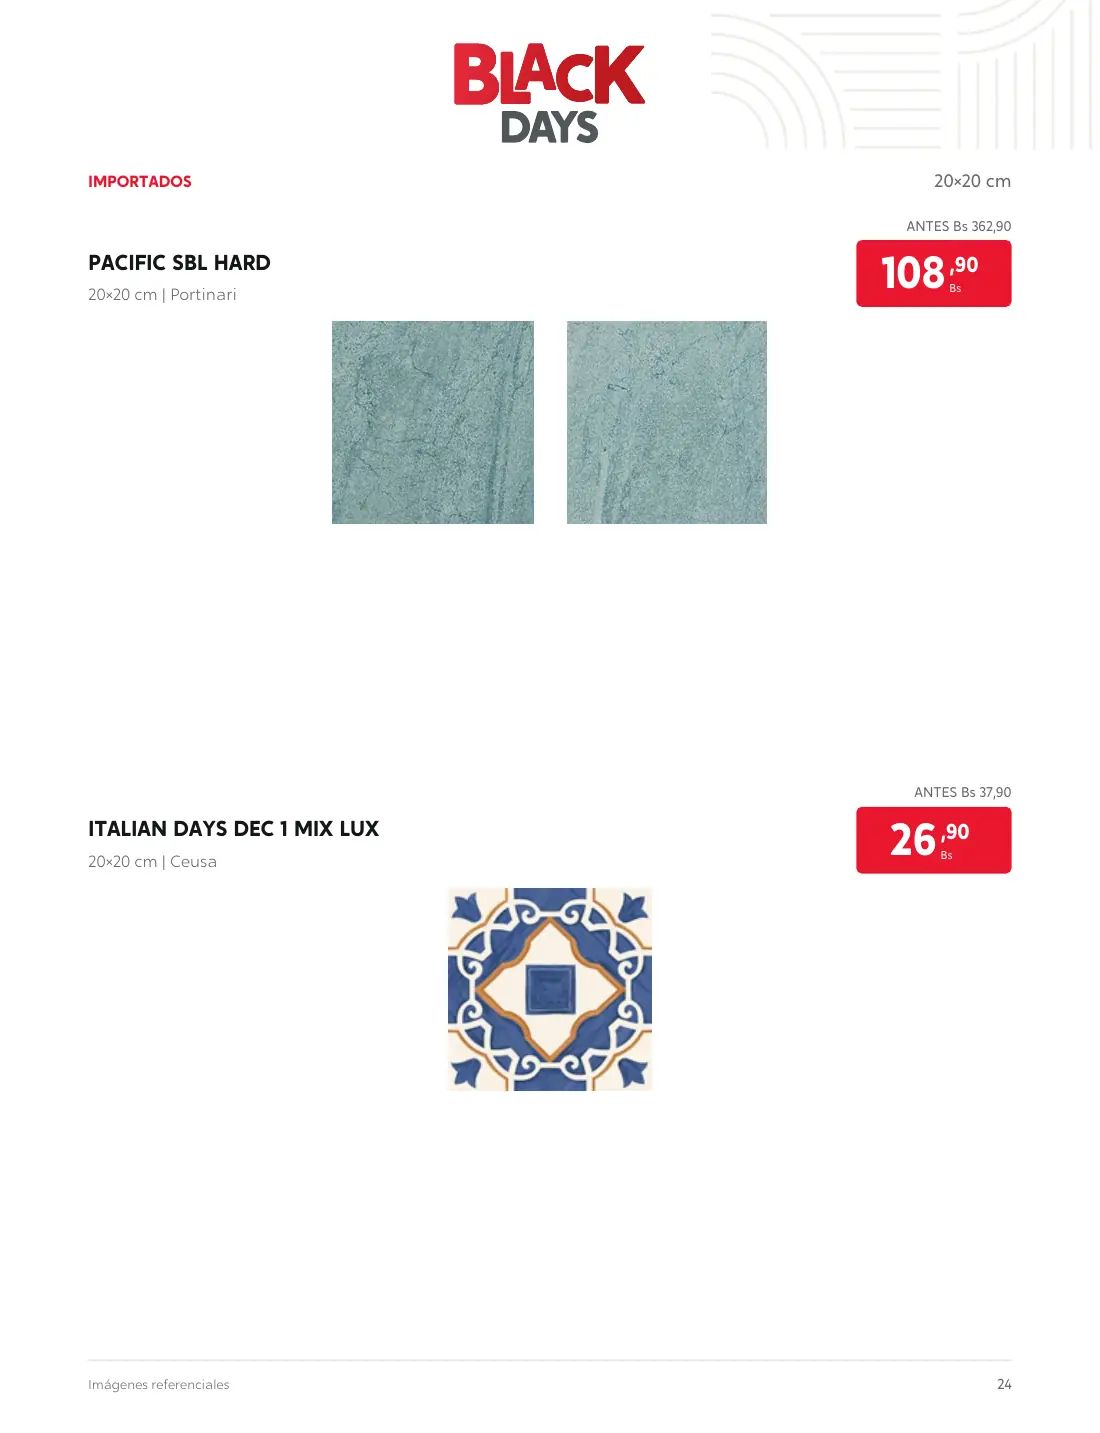 BLACK
DAYS
IMPORTADOS
20×20 cm
ANTES Bs 362,90
PACIFIC SBL HARD
108,90
Bs
20×20 cm | Portinari
ANTES Bs 37,90
ITALIAN DAYS DEC 1 MIX LUX
26,90
Bs
20×20 cm | Ceusa
Imágenes referenciales
24